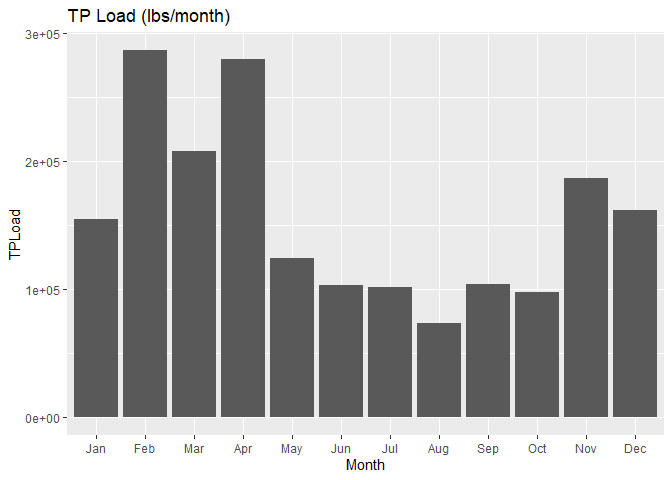 TP Load (lbs/month)
3e+05
2e+05
1e+05
0e+00
TPLoad
Jan Feb Mar Apr May Jun Jul Aug Sep Oct Nov Dec
Month